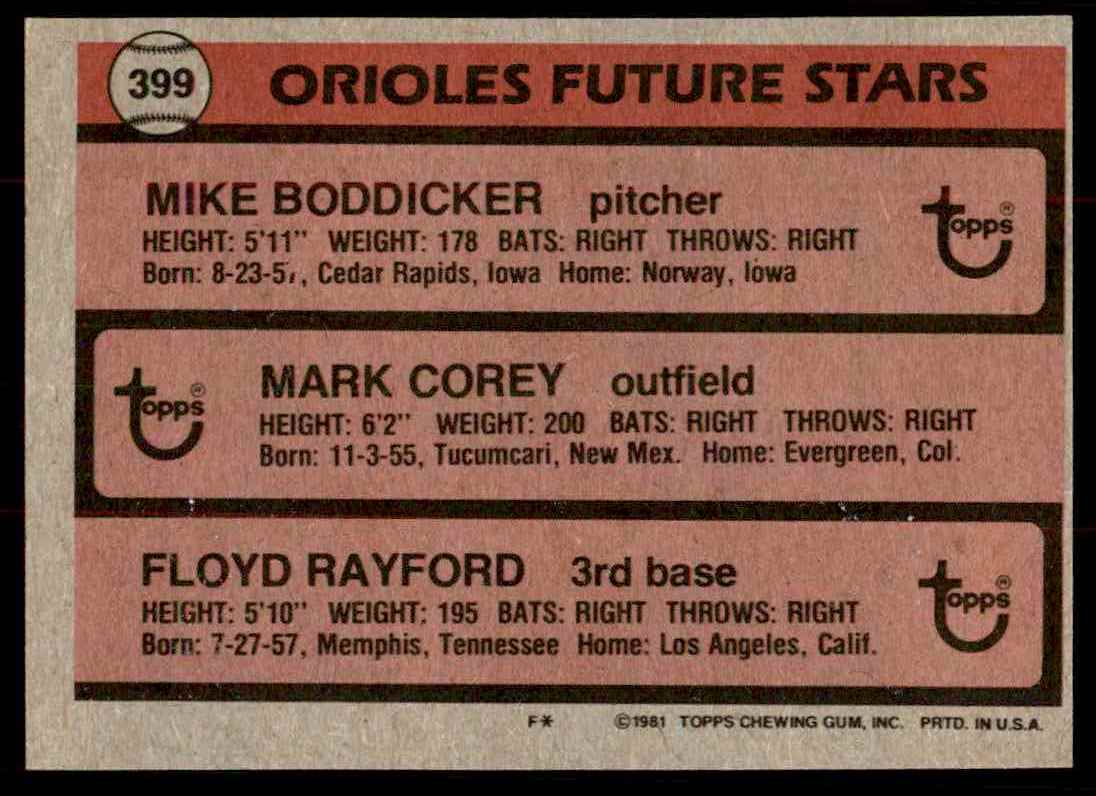 399
ORIOLES FUTURE STARS
MIKE BODDICKER pitcher
HEIGHT: 5'11" WEIGHT: 178 BATS: RIGHT THROWS: RIGHT
Born: 8-23-57, Cedar Rapids, Iowa Home: Norway, Iowa
topps®
MARK COREY outfield
HEIGHT: 6'2" WEIGHT: 200 BATS: RIGHT THROWS: RIGHT
Born: 11-3-55, Tucumcari, New Mex. Home: Evergreen, Col.
topps®
FLOYD RAYFORD 3rd base
HEIGHT: 5'10" WEIGHT: 195 BATS: RIGHT THROWS: RIGHT
Born: 7-27-57, Memphis, Tennessee Home: Los Angeles, Calif.
topps®
F* ©1981 TOPPS CHEWING GUM, INC. PRTD. IN U.S.A.